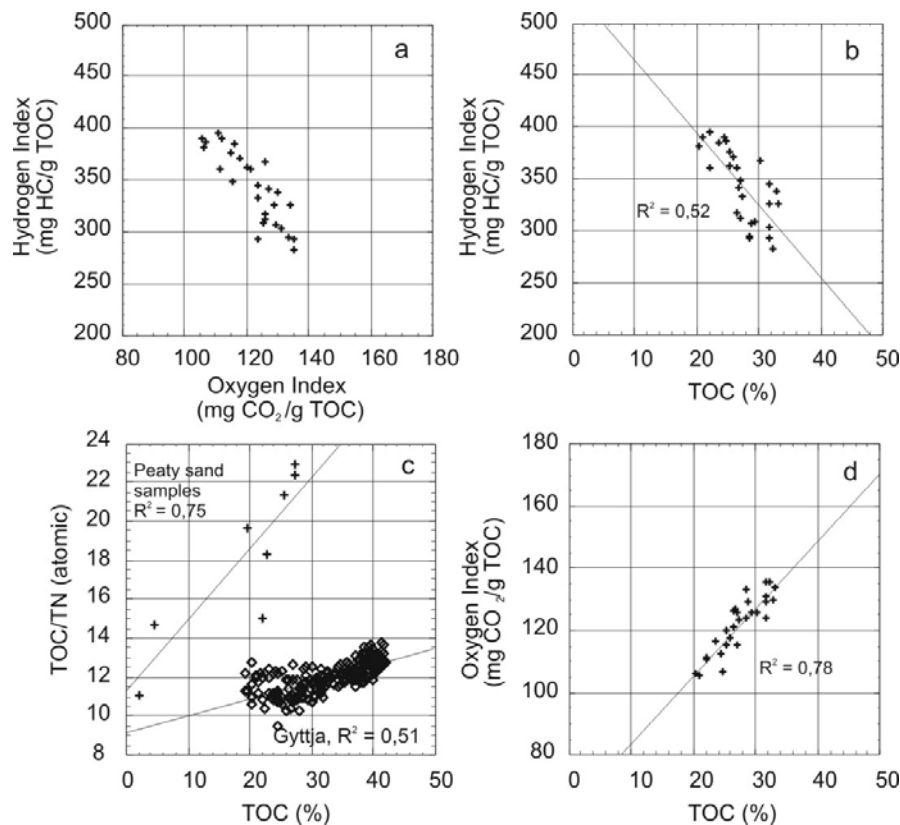 a
500
400
300
250
200
Hydrogen Index
(mg HC/g TOC)
80
100
120
140
160
180
Oxygen Index
(mg CO₂/g TOC)
b
500
400
350
300
250
200
Hydrogen Index
(mg HC/g TOC)
R² = 0,52
0
10
20
30
40
50
TOC (%)
c
24
22
20
18
16
14
12
10
8
TOC/TN (atomic)
Peaty sand
samples
R² = 0,75
Gyttja, R² = 0,51
0
10
20
30
40
50
TOC (%)
d
180
160
140
120
100
80
Oxygen Index
(mg CO₂/g TOC)
R² = 0,78
0
10
20
30
40
50
TOC (%)